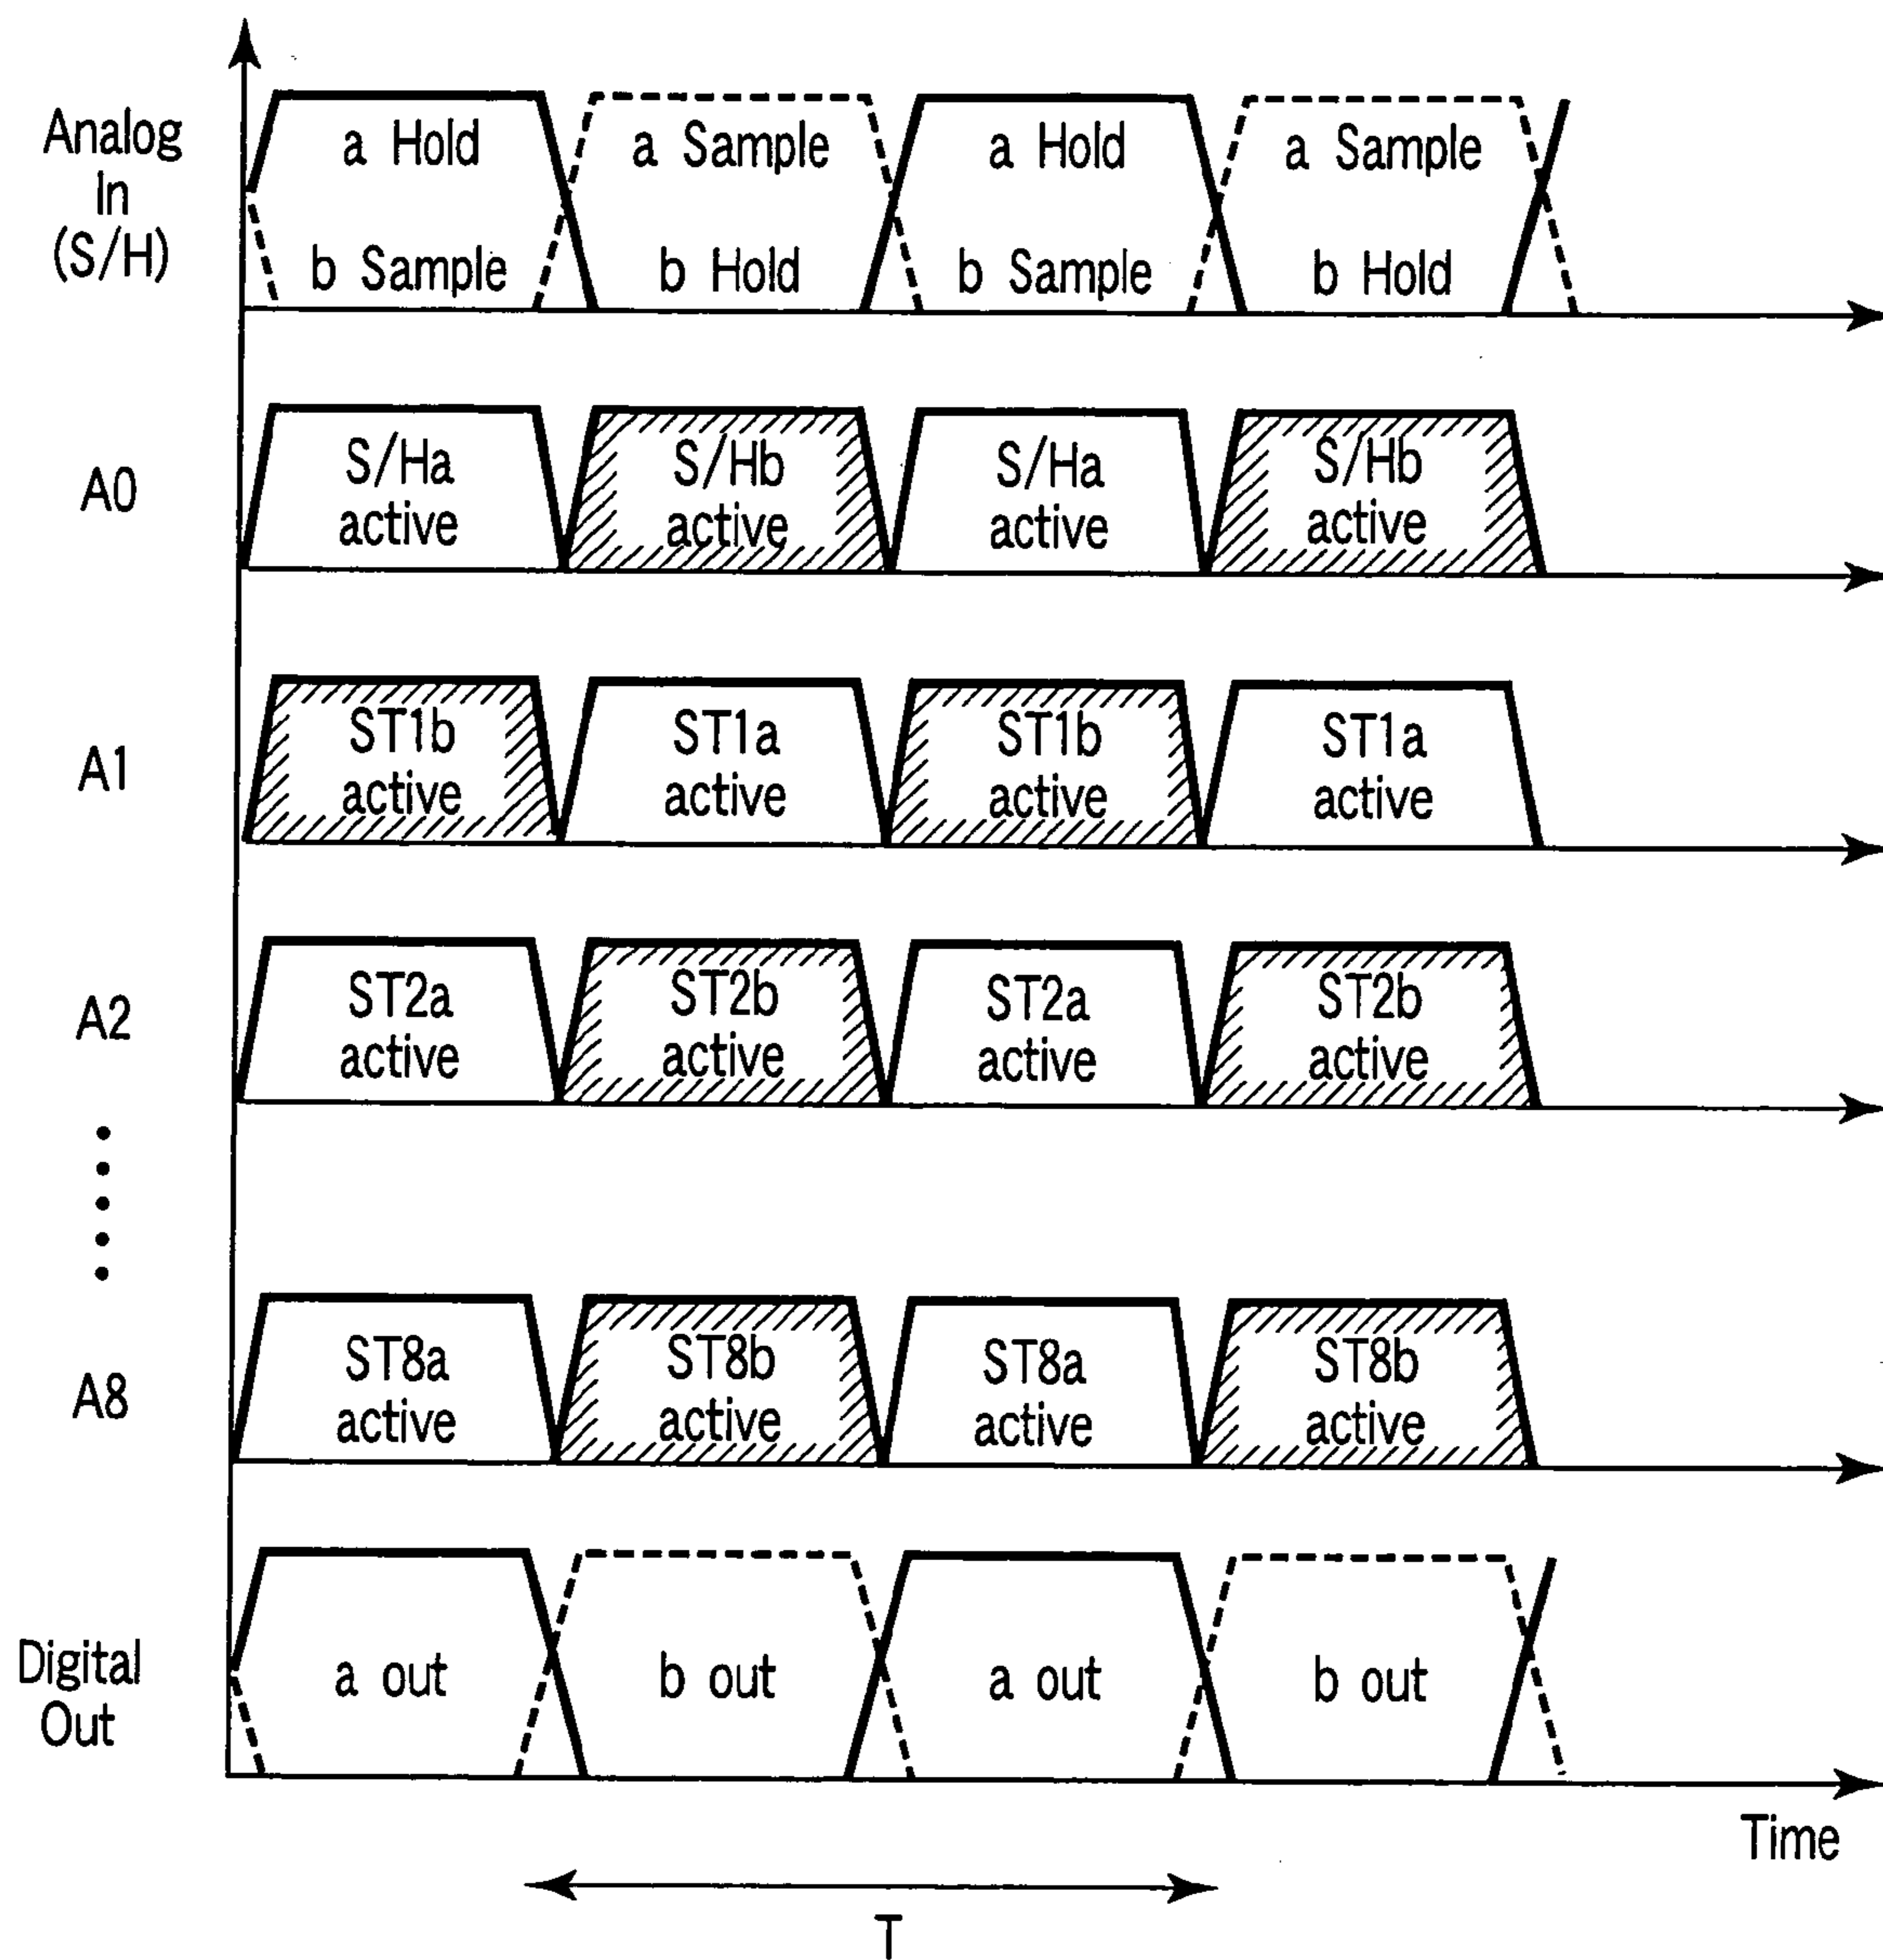 Analog
In
(S/H)
a Hold
a Sample
a Hold
a Sample
b Sample
b Hold
b Sample
b Hold
A0
S/Ha
active
S/Hb
active
S/Ha
active
S/Hb
active
A1
ST1b
active
ST1a
active
ST1b
active
ST1a
active
A2
ST2a
active
ST2b
active
ST2a
active
ST2b
active
A8
ST8a
active
ST8b
active
ST8a
active
ST8b
active
Digital
Out
a out
b out
a out
b out
Time
T